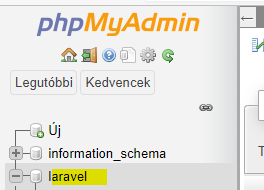 phpMyAdmin
Legutóbbi Kedvencek
Új
information_schema
laravel